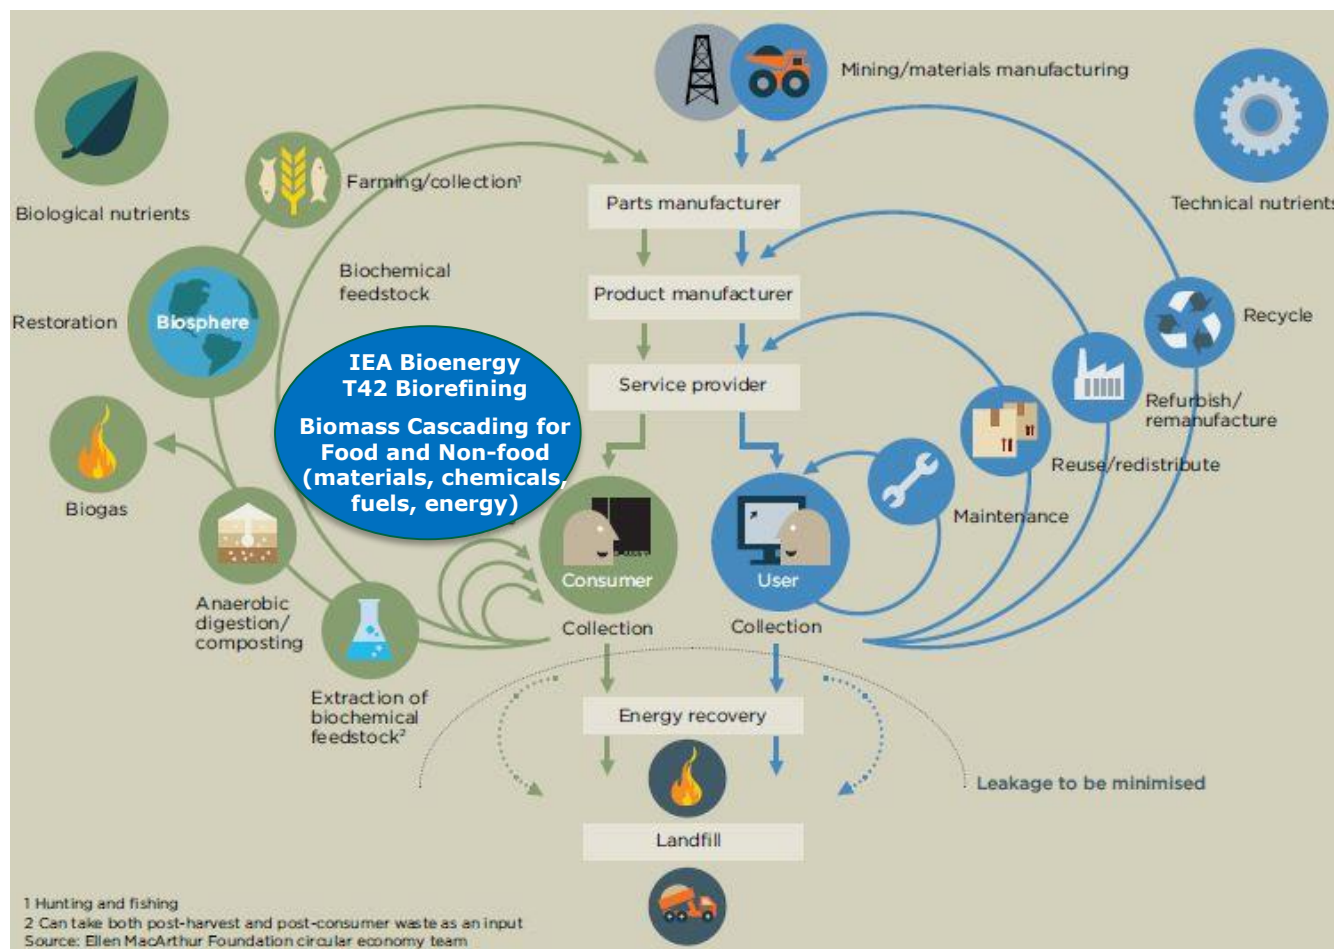 Mining/materials manufacturing
Biological nutrients
Farming/collection¹
Parts manufacturer
Technical nutrients
Restoration
Biosphere
Biochemical
feedstock
Product manufacturer
Recycle
IEA Bioenergy
T42 Biorefining
Biomass Cascading for
Food and Non-food
(materials, chemicals,
fuels, energy)
Service provider
Refurbish/
remanufacture
Reuse/redistribute
Biogas
Maintenance
Consumer
User
Anaerobic
digestion/
composting
Collection
Collection
Extraction of
biochemical
feedstock²
Energy recovery
Leakage to be minimised
Landfill
1 Hunting and fishing
2 Can take both post-harvest and post-consumer waste as an input
Source: Ellen MacArthur Foundation circular economy team